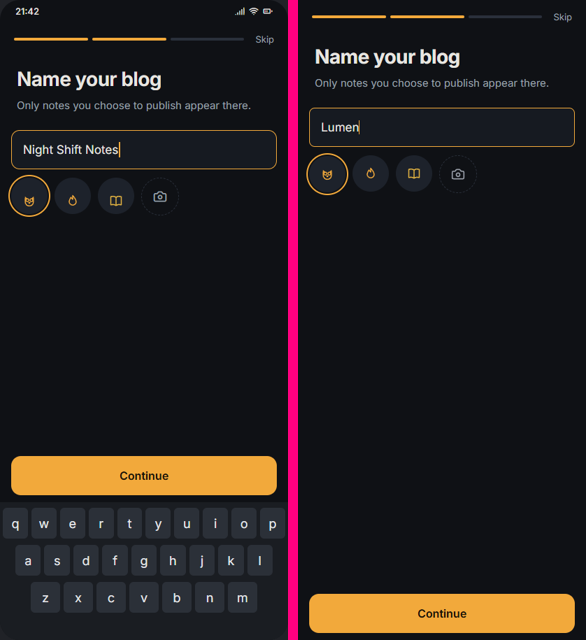 21:42
Skip
Name your blog
Only notes you choose to publish appear there.
Night Shift Notes
Continue
q w e r t y u i o p
a s d f g h j k l
z x c v b n m
Skip
Name your blog
Only notes you choose to publish appear there.
Lumen
Continue